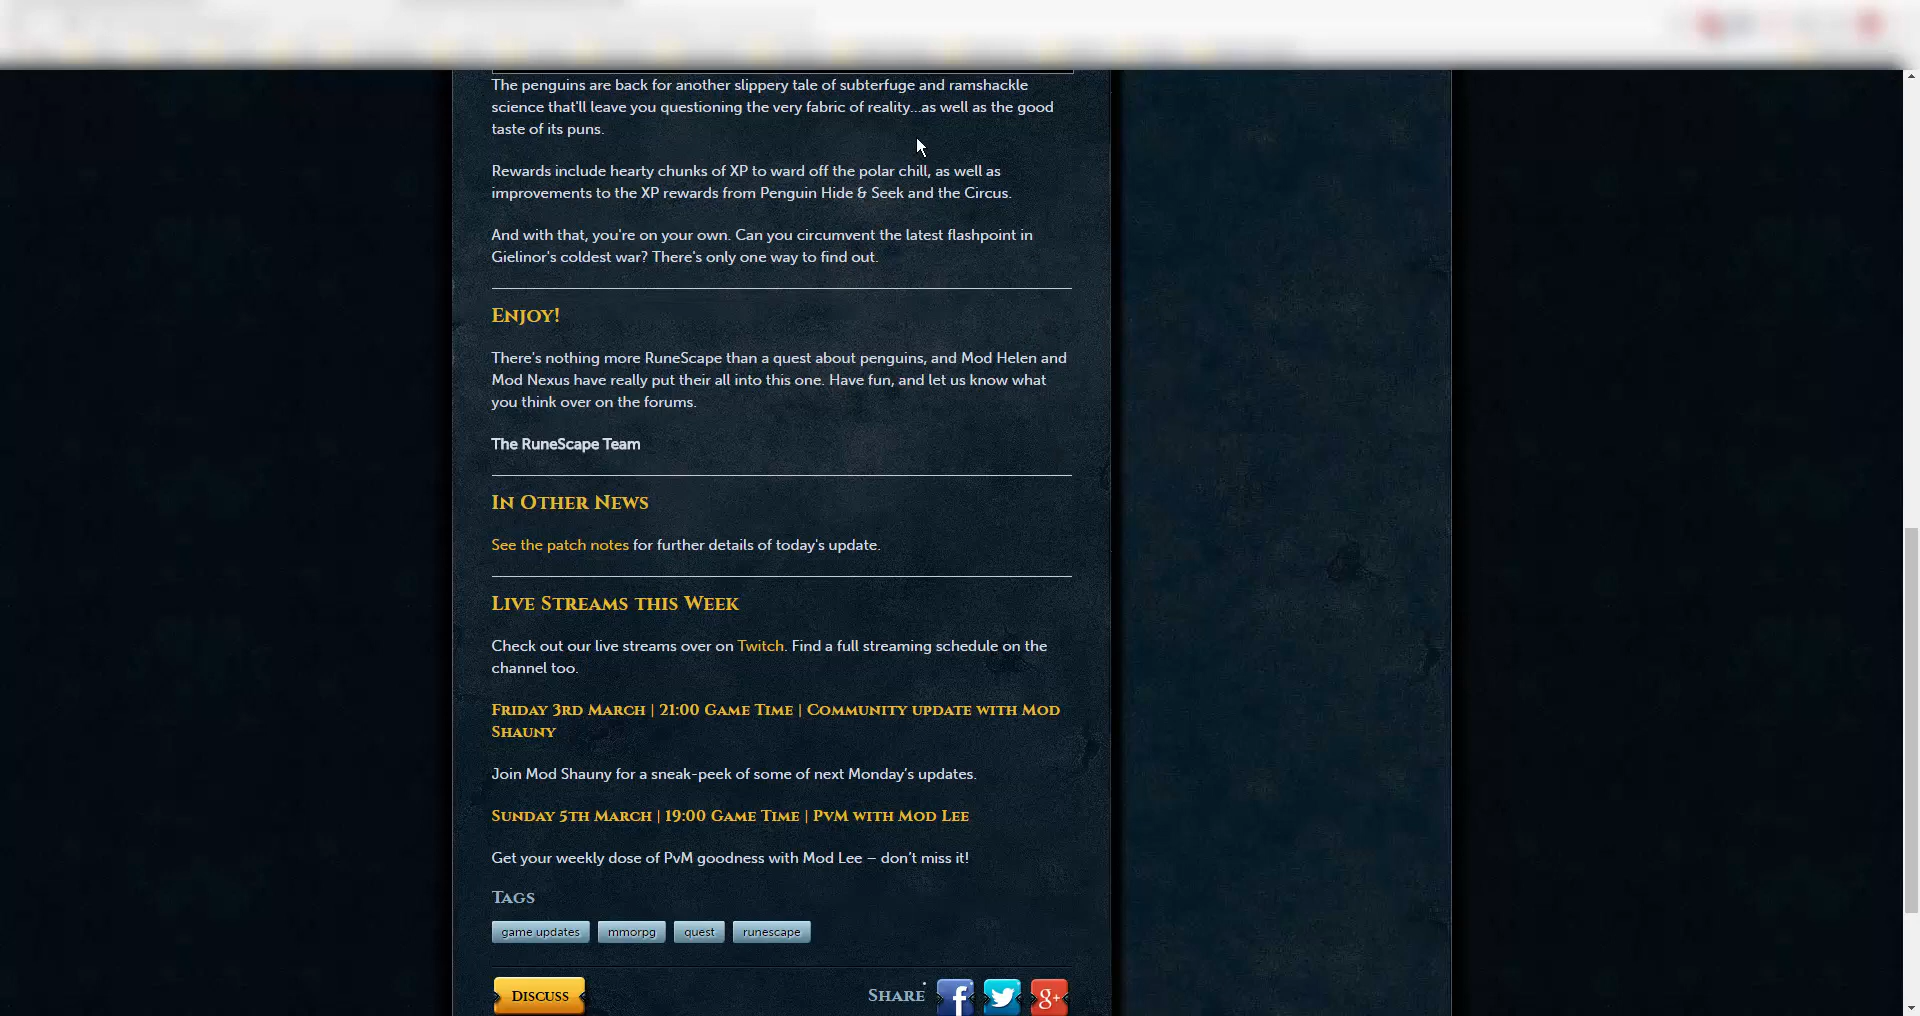 The penguins are back for another slippery tale of subterfuge and ramshackle
science that'll leave you questioning the very fabric of reality...as well as the good
taste of its puns.
Rewards include hearty chunks of XP to ward off the polar chill, as well as
improvements to the XP rewards from Penguin Hide & Seek and the Circus.
And with that, you're on your own. Can you circumvent the latest flashpoint in
Gielinor's coldest war? There's only one way to find out.
Enjoy!
There's nothing more RuneScape than a quest about penguins, and Mod Helen and
Mod Nexus have really put their all into this one. Have fun, and let us know what
you think over on the forums.
The RuneScape Team
In Other News
See the patch notes for further details of today's update.
Live Streams this Week
Check out our live streams over on Twitch. Find a full streaming schedule on the
channel too.
Friday 3rd March | 21:00 Game Time | Community update with Mod
Shauny
Join Mod Shauny for a sneak-peek of some of next Monday's updates.
Sunday 5th March | 19:00 Game Time | PvM with Mod Lee
Get your weekly dose of PvM goodness with Mod Lee – don't miss it!
Tags
game updates mmorpg quest runescape
Discuss Share f g+